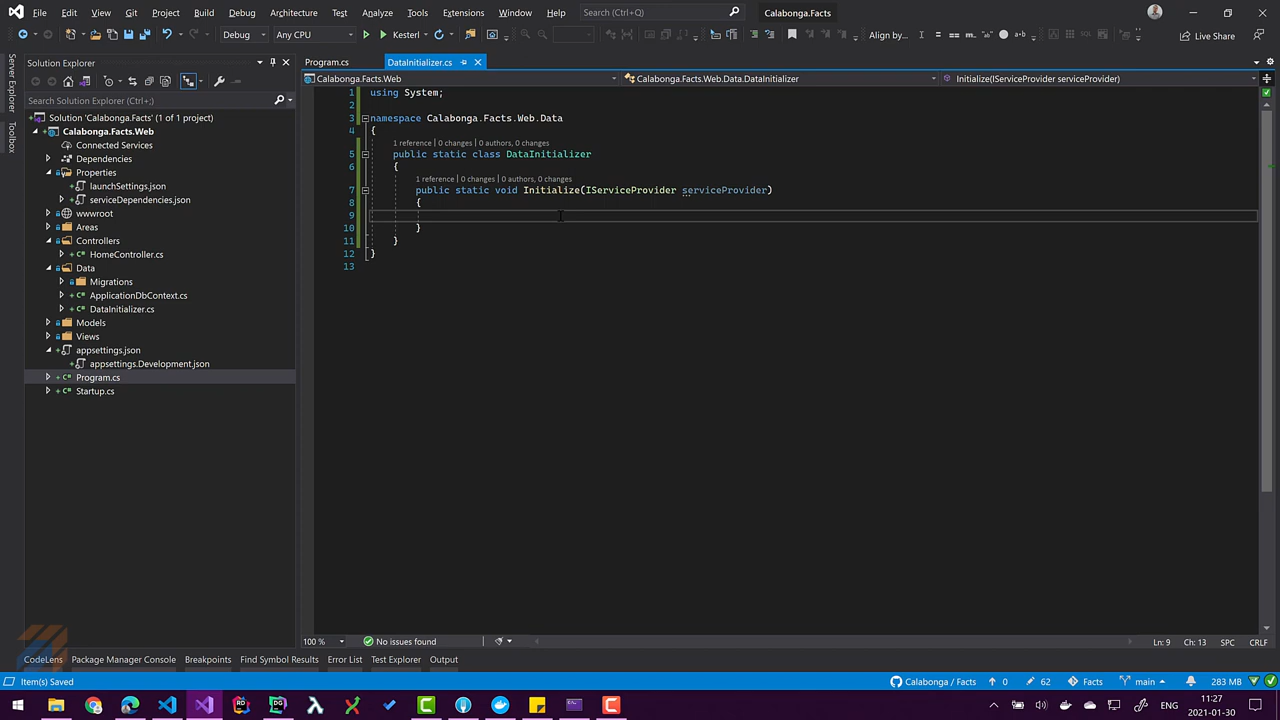 File Edit View Git Project Build Debug Architecture Test Analyze Tools Extensions Window Help Search (Ctrl+Q) Calabonga.Facts
Debug Any CPU Kesterl Align by... Live Share
Server Explorer
Toolbox
Solution Explorer
Search Solution Explorer (Ctrl+;)
Solution 'Calabonga.Facts' (1 of 1 project)
Calabonga.Facts.Web
Connected Services
Dependencies
Properties
launchSettings.json
serviceDependencies.json
wwwroot
Areas
Controllers
HomeController.cs
Data
Migrations
ApplicationDbContext.cs
DataInitializer.cs
Models
Views
appsettings.json
appsettings.Development.json
Program.cs
Startup.cs
Program.cs DataInitializer.cs
Calabonga.Facts.Web Calabonga.Facts.Web.Data.DataInitializer Initialize(IServiceProvider serviceProvider)
1 using System;
2
3 namespace Calabonga.Facts.Web.Data
4 {
1 reference | 0 changes | 0 authors, 0 changes
5 public static class DataInitializer
6 {
1 reference | 0 changes | 0 authors, 0 changes
7 public static void Initialize(IServiceProvider serviceProvider)
8 {
9
10 }
11 }
12 }
13
100 % No issues found Ln: 9 Ch: 13 SPC CRLF
CodeLens Package Manager Console Breakpoints Find Symbol Results Error List Test Explorer Output
Item(s) Saved Calabonga / Facts 0 62 Facts main
ENG 11:27
2021-01-30